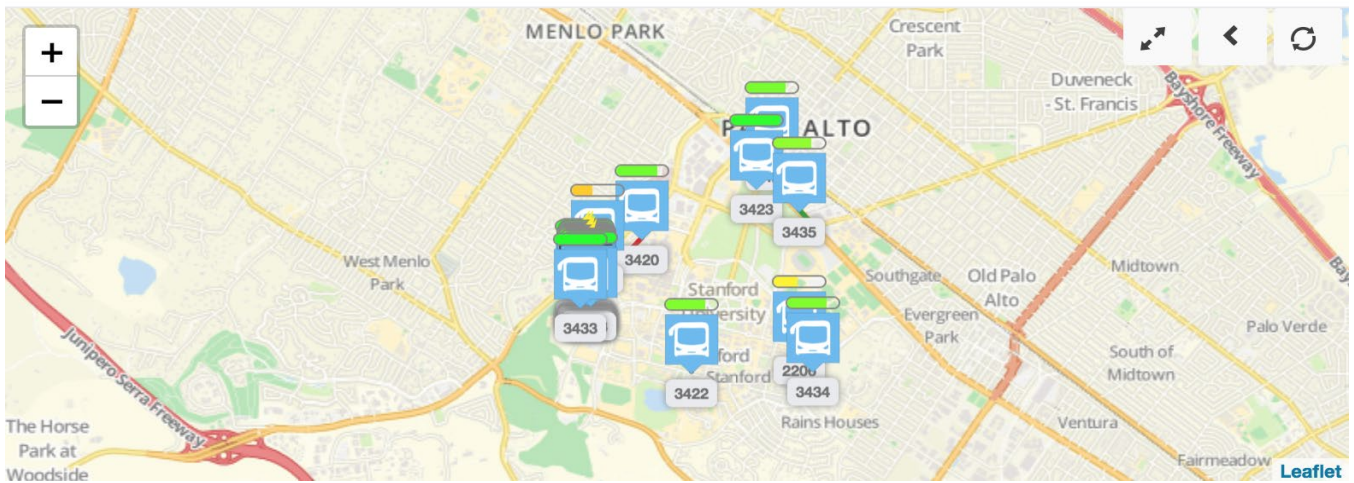 MENLO PARK
Crescent
Park
+
−
Duveneck
- St. Francis
Bayshore Freeway
ALTO
3423
3435
West Menlo
Park
3420
Southgate
Old Palo
Alto
Midtown
Stanford
University
Evergreen
Park
Palo Verde
3433
South of
Midtown
Stanford
3422
3434
Junipero Serra Freeway
Rains Houses
Ventura
The Horse
Park at
Woodside
Fairmeadow
Leaflet